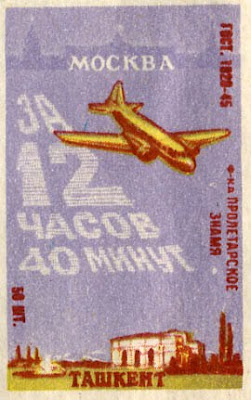 МОСКВА
ЗА
12
ЧАСОВ
40 МИНУТ
ГОСТ. 1820-45
Ф-КА ПРОЛЕТАРСКОЕ
ЗНАМЯ
50 ШТ.
ТАШКЕНТ